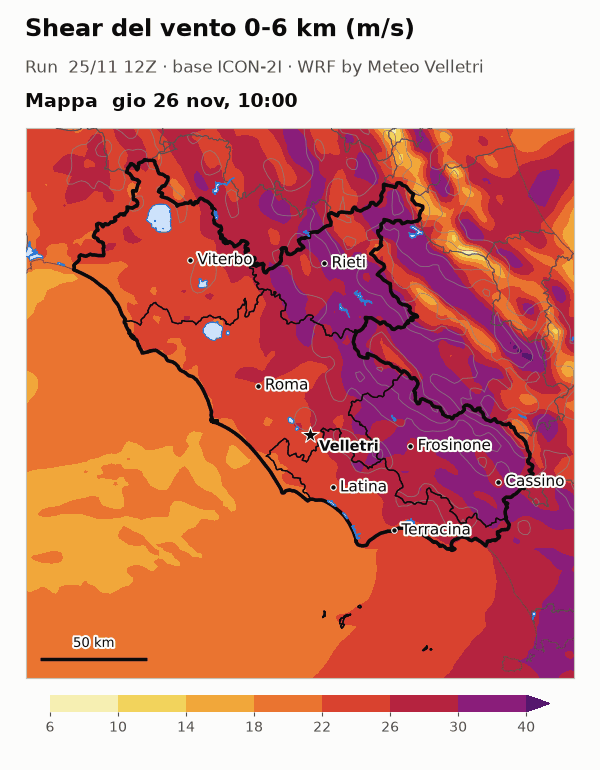 Shear del vento 0-6 km (m/s)
Run  25/11 12Z · base ICON-2I · WRF by Meteo Velletri
Mappa  gio 26 nov, 10:00
Viterbo
Rieti
Roma
Velletri
Frosinone
Latina
Cassino
Terracina
50 km
6 10 14 18 22 26 30 40